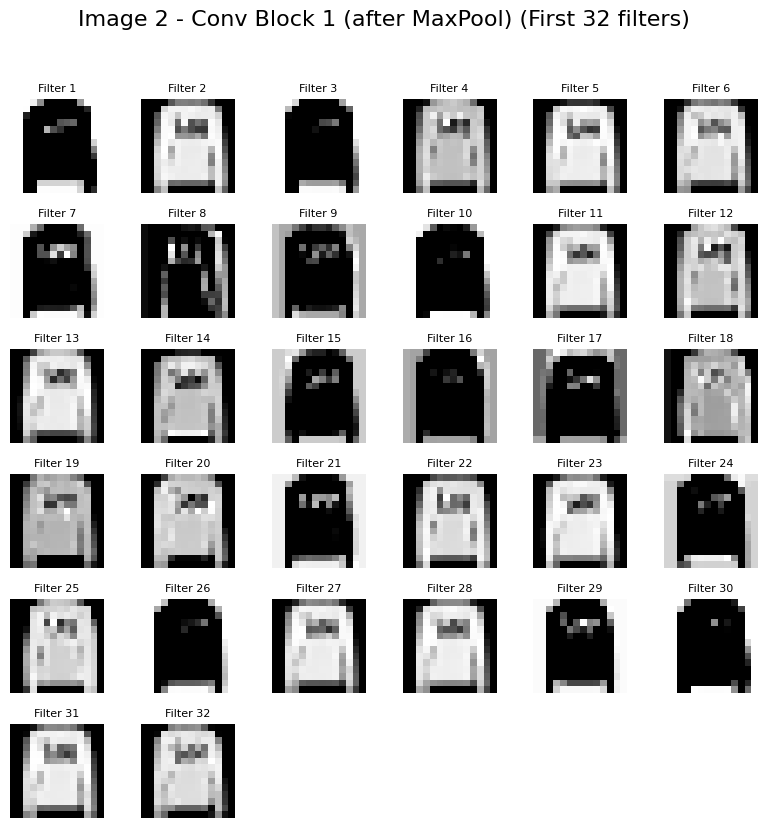 Image 2 - Conv Block 1 (after MaxPool) (First 32 filters)
Filter 1 Filter 2 Filter 3 Filter 4 Filter 5 Filter 6
Filter 7 Filter 8 Filter 9 Filter 10 Filter 11 Filter 12
Filter 13 Filter 14 Filter 15 Filter 16 Filter 17 Filter 18
Filter 19 Filter 20 Filter 21 Filter 22 Filter 23 Filter 24
Filter 25 Filter 26 Filter 27 Filter 28 Filter 29 Filter 30
Filter 31 Filter 32